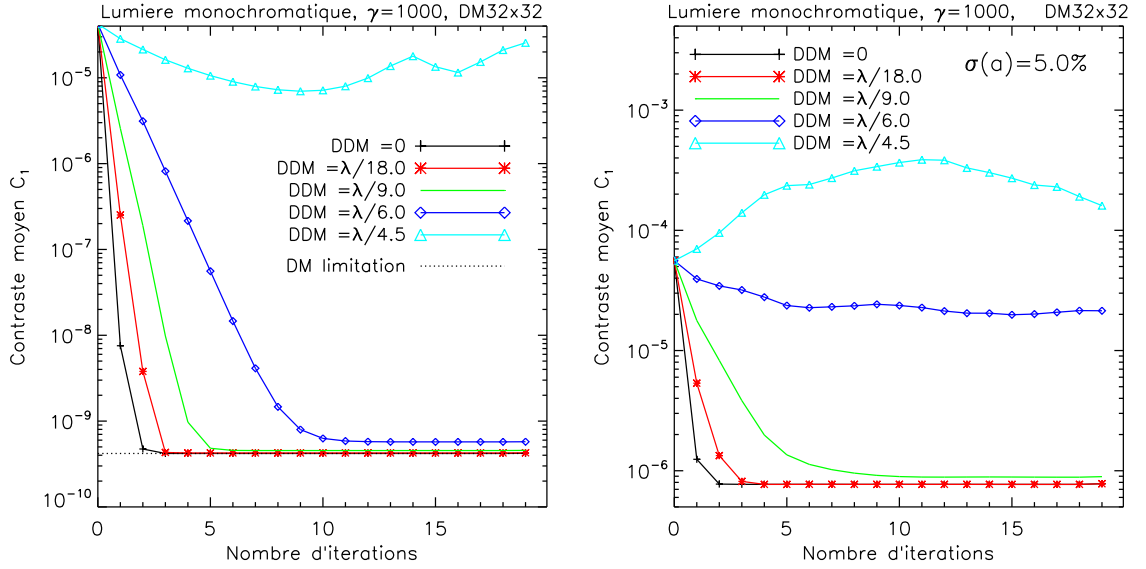 Lumiere monochromatique, γ=1000, DM32x32
Contraste moyen C₁
10⁻⁵
10⁻⁶
10⁻⁷
10⁻⁸
10⁻⁹
10⁻¹⁰
DDM =0
DDM =λ/18.0
DDM =λ/9.0
DDM =λ/6.0
DDM =λ/4.5
DM limitation
0 5 10 15
Nombre d'iterations
Lumiere monochromatique, γ=1000, DM32x32
Contraste moyen C₁
10⁻³
10⁻⁴
10⁻⁵
10⁻⁶
DDM =0
DDM =λ/18.0
DDM =λ/9.0
DDM =λ/6.0
DDM =λ/4.5
σ(a)=5.0%
0 5 10 15
Nombre d'iterations